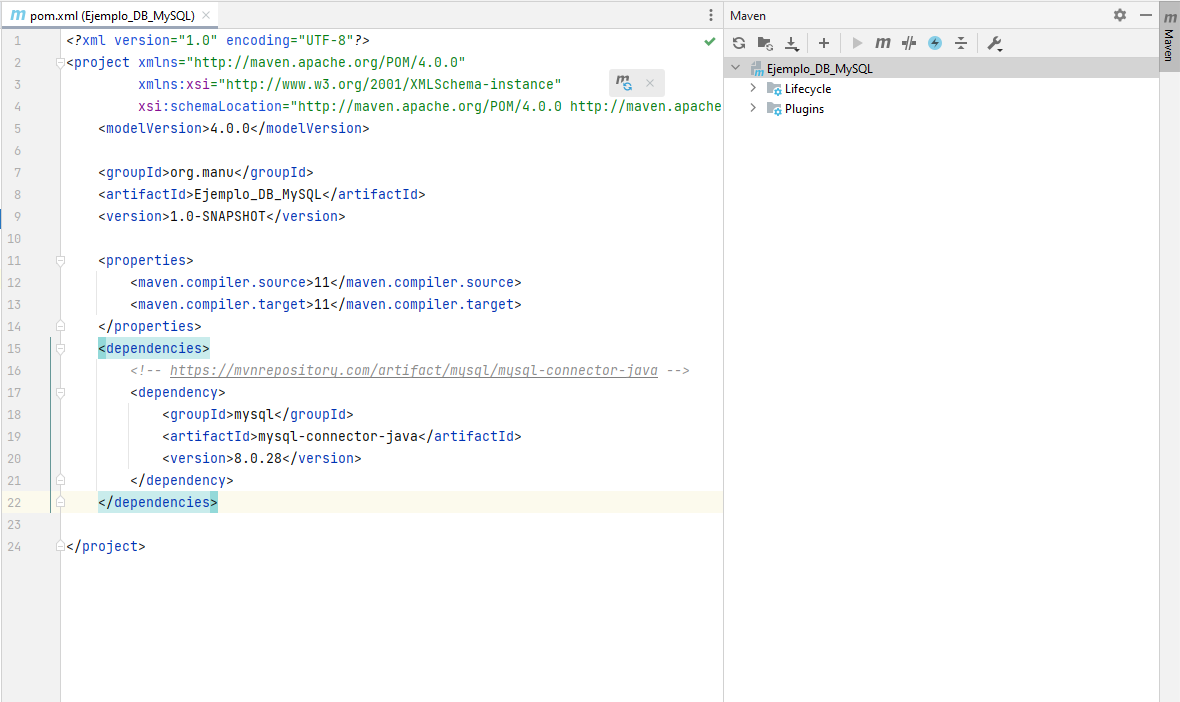 pom.xml (Ejemplo_DB_MySQL)
Maven
Maven
1 <?xml version="1.0" encoding="UTF-8"?>
2 <project xmlns="http://maven.apache.org/POM/4.0.0"
3 xmlns:xsi="http://www.w3.org/2001/XMLSchema-instance"
4 xsi:schemaLocation="http://maven.apache.org/POM/4.0.0 http://maven.apache
5 <modelVersion>4.0.0</modelVersion>
6
7 <groupId>org.manu</groupId>
8 <artifactId>Ejemplo_DB_MySQL</artifactId>
9 <version>1.0-SNAPSHOT</version>
10
11 <properties>
12 <maven.compiler.source>11</maven.compiler.source>
13 <maven.compiler.target>11</maven.compiler.target>
14 </properties>
15 <dependencies>
16 <!-- https://mvnrepository.com/artifact/mysql/mysql-connector-java -->
17 <dependency>
18 <groupId>mysql</groupId>
19 <artifactId>mysql-connector-java</artifactId>
20 <version>8.0.28</version>
21 </dependency>
22 </dependencies>
23
24 </project>
Ejemplo_DB_MySQL
Lifecycle
Plugins